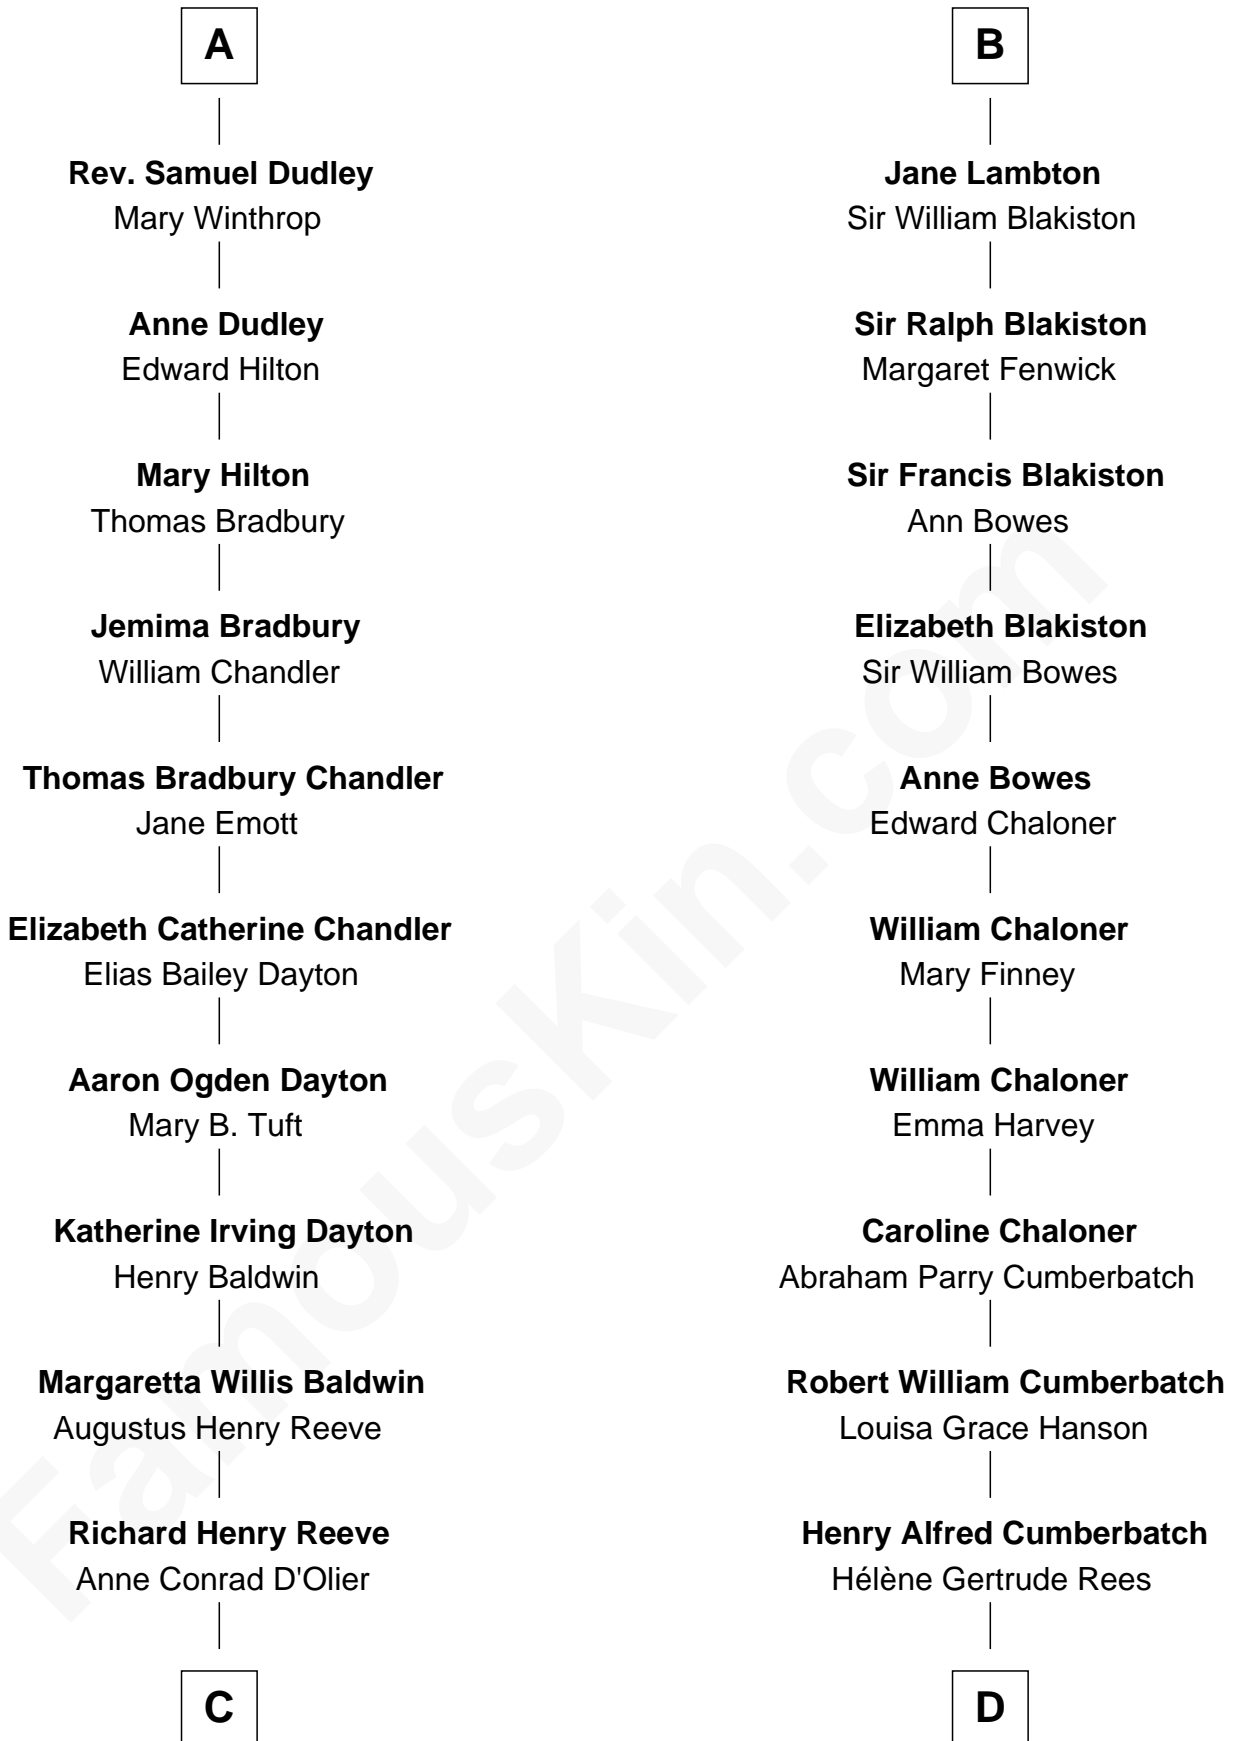 A
Rev. Samuel Dudley
Mary Winthrop
Anne Dudley
Edward Hilton
Mary Hilton
Thomas Bradbury
Jemima Bradbury
William Chandler
Thomas Bradbury Chandler
Jane Emott
Elizabeth Catherine Chandler
Elias Bailey Dayton
Aaron Ogden Dayton
Mary B. Tuft
Katherine Irving Dayton
Henry Baldwin
Margaretta Willis Baldwin
Augustus Henry Reeve
Richard Henry Reeve
Anne Conrad D'Olier
C
B
Jane Lambton
Sir William Blakiston
Sir Ralph Blakiston
Margaret Fenwick
Sir Francis Blakiston
Ann Bowes
Elizabeth Blakiston
Sir William Bowes
Anne Bowes
Edward Chaloner
William Chaloner
Mary Finney
William Chaloner
Emma Harvey
Caroline Chaloner
Abraham Parry Cumberbatch
Robert William Cumberbatch
Louisa Grace Hanson
Henry Alfred Cumberbatch
Hélène Gertrude Rees
D
FamousKin.com